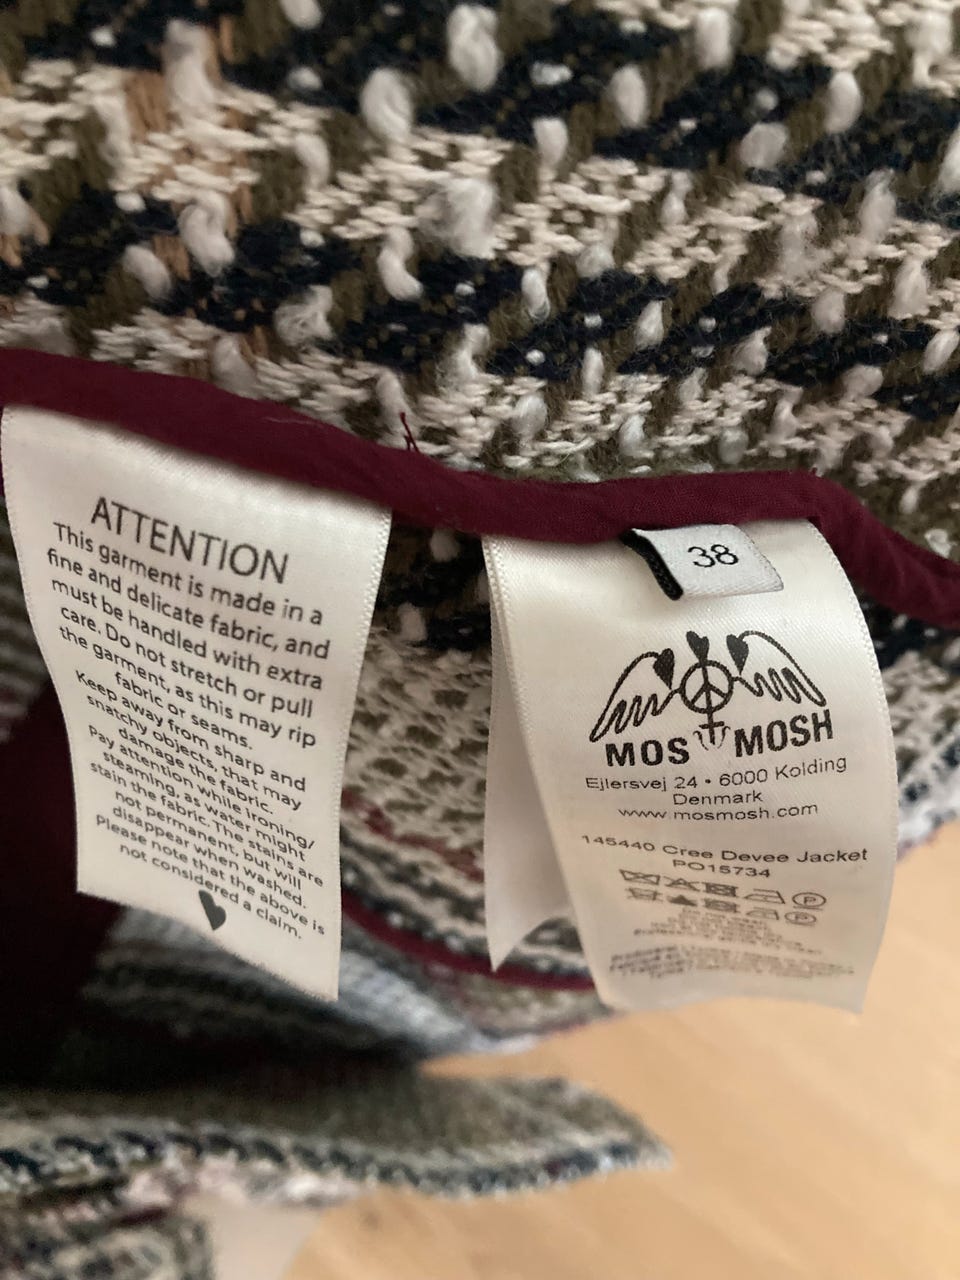 ATTENTION
This garment is made in a
fine and delicate fabric, and
must be handled with extra
care. Do not stretch or pull
the garment, as this may rip
fabric or seams.
Keep away from sharp and
snatchy objects, that may
damage the fabric.
Pay attention while ironing/
steaming, as water might
stain the fabric. The stains are
not permanent, but will
disappear when washed.
Please note that the above is
not considered a claim.
38
MOS MOSH
Ejlersvej 24 • 6000 Kolding
Denmark
www.mosmosh.com
145440 Cree Devee Jacket
PO15734